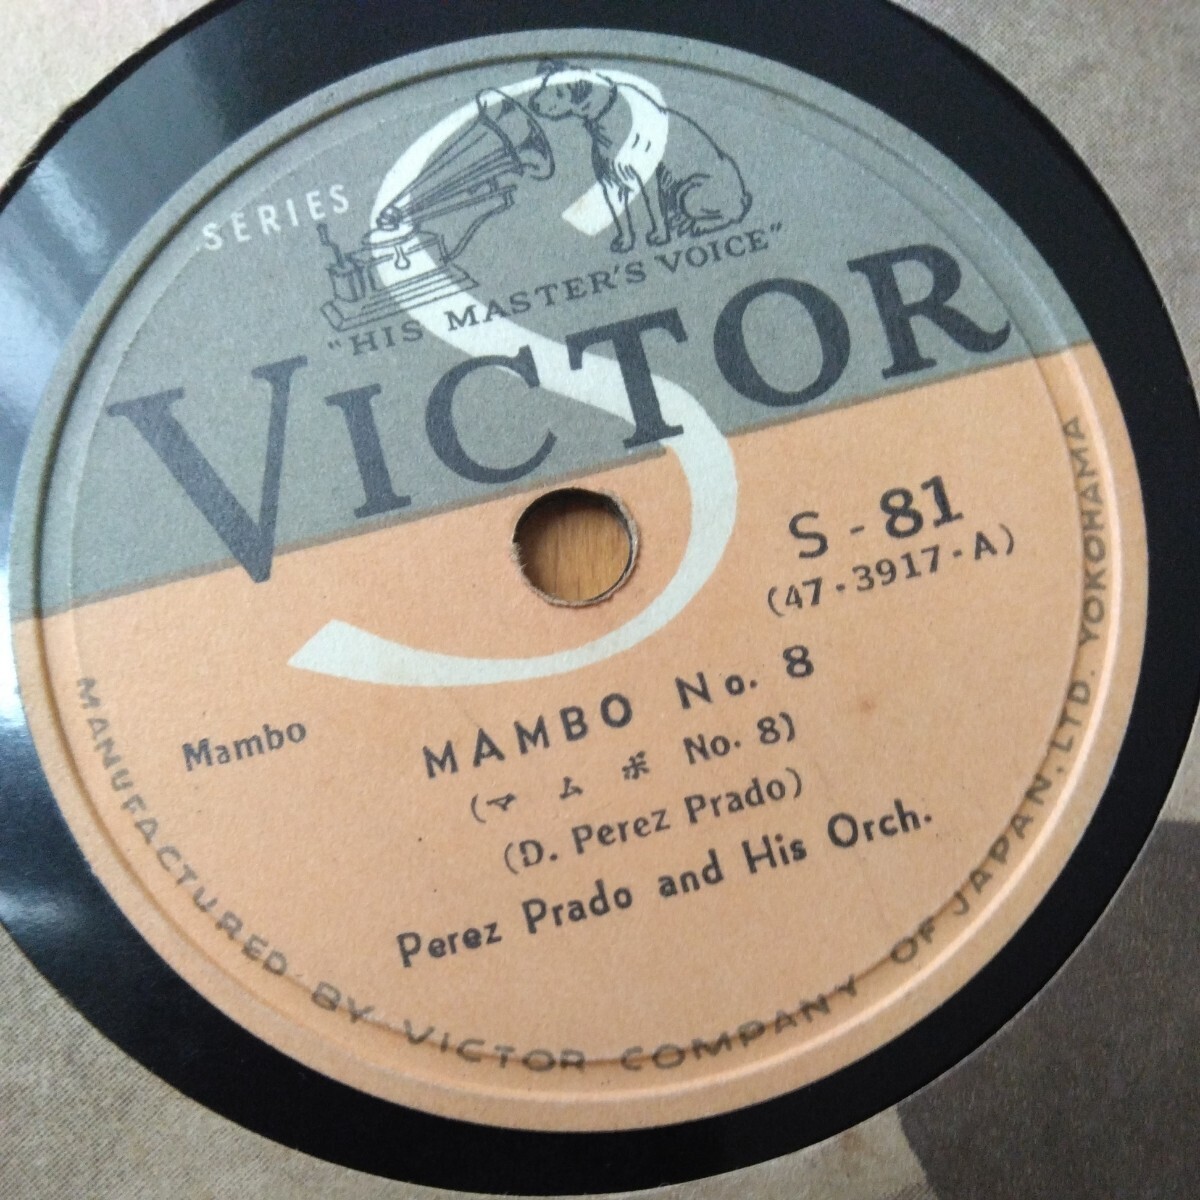 S
SERIES
"HIS MASTER'S VOICE"
VICTOR
S - 81
(47-3917-A)
Mambo
MAMBO No. 8
(マムボ No. 8)
(D. Perez Prado)
Perez Prado and His Orch.
MANUFACTURED BY VICTOR COMPANY OF JAPAN, LTD. YOKOHAMA